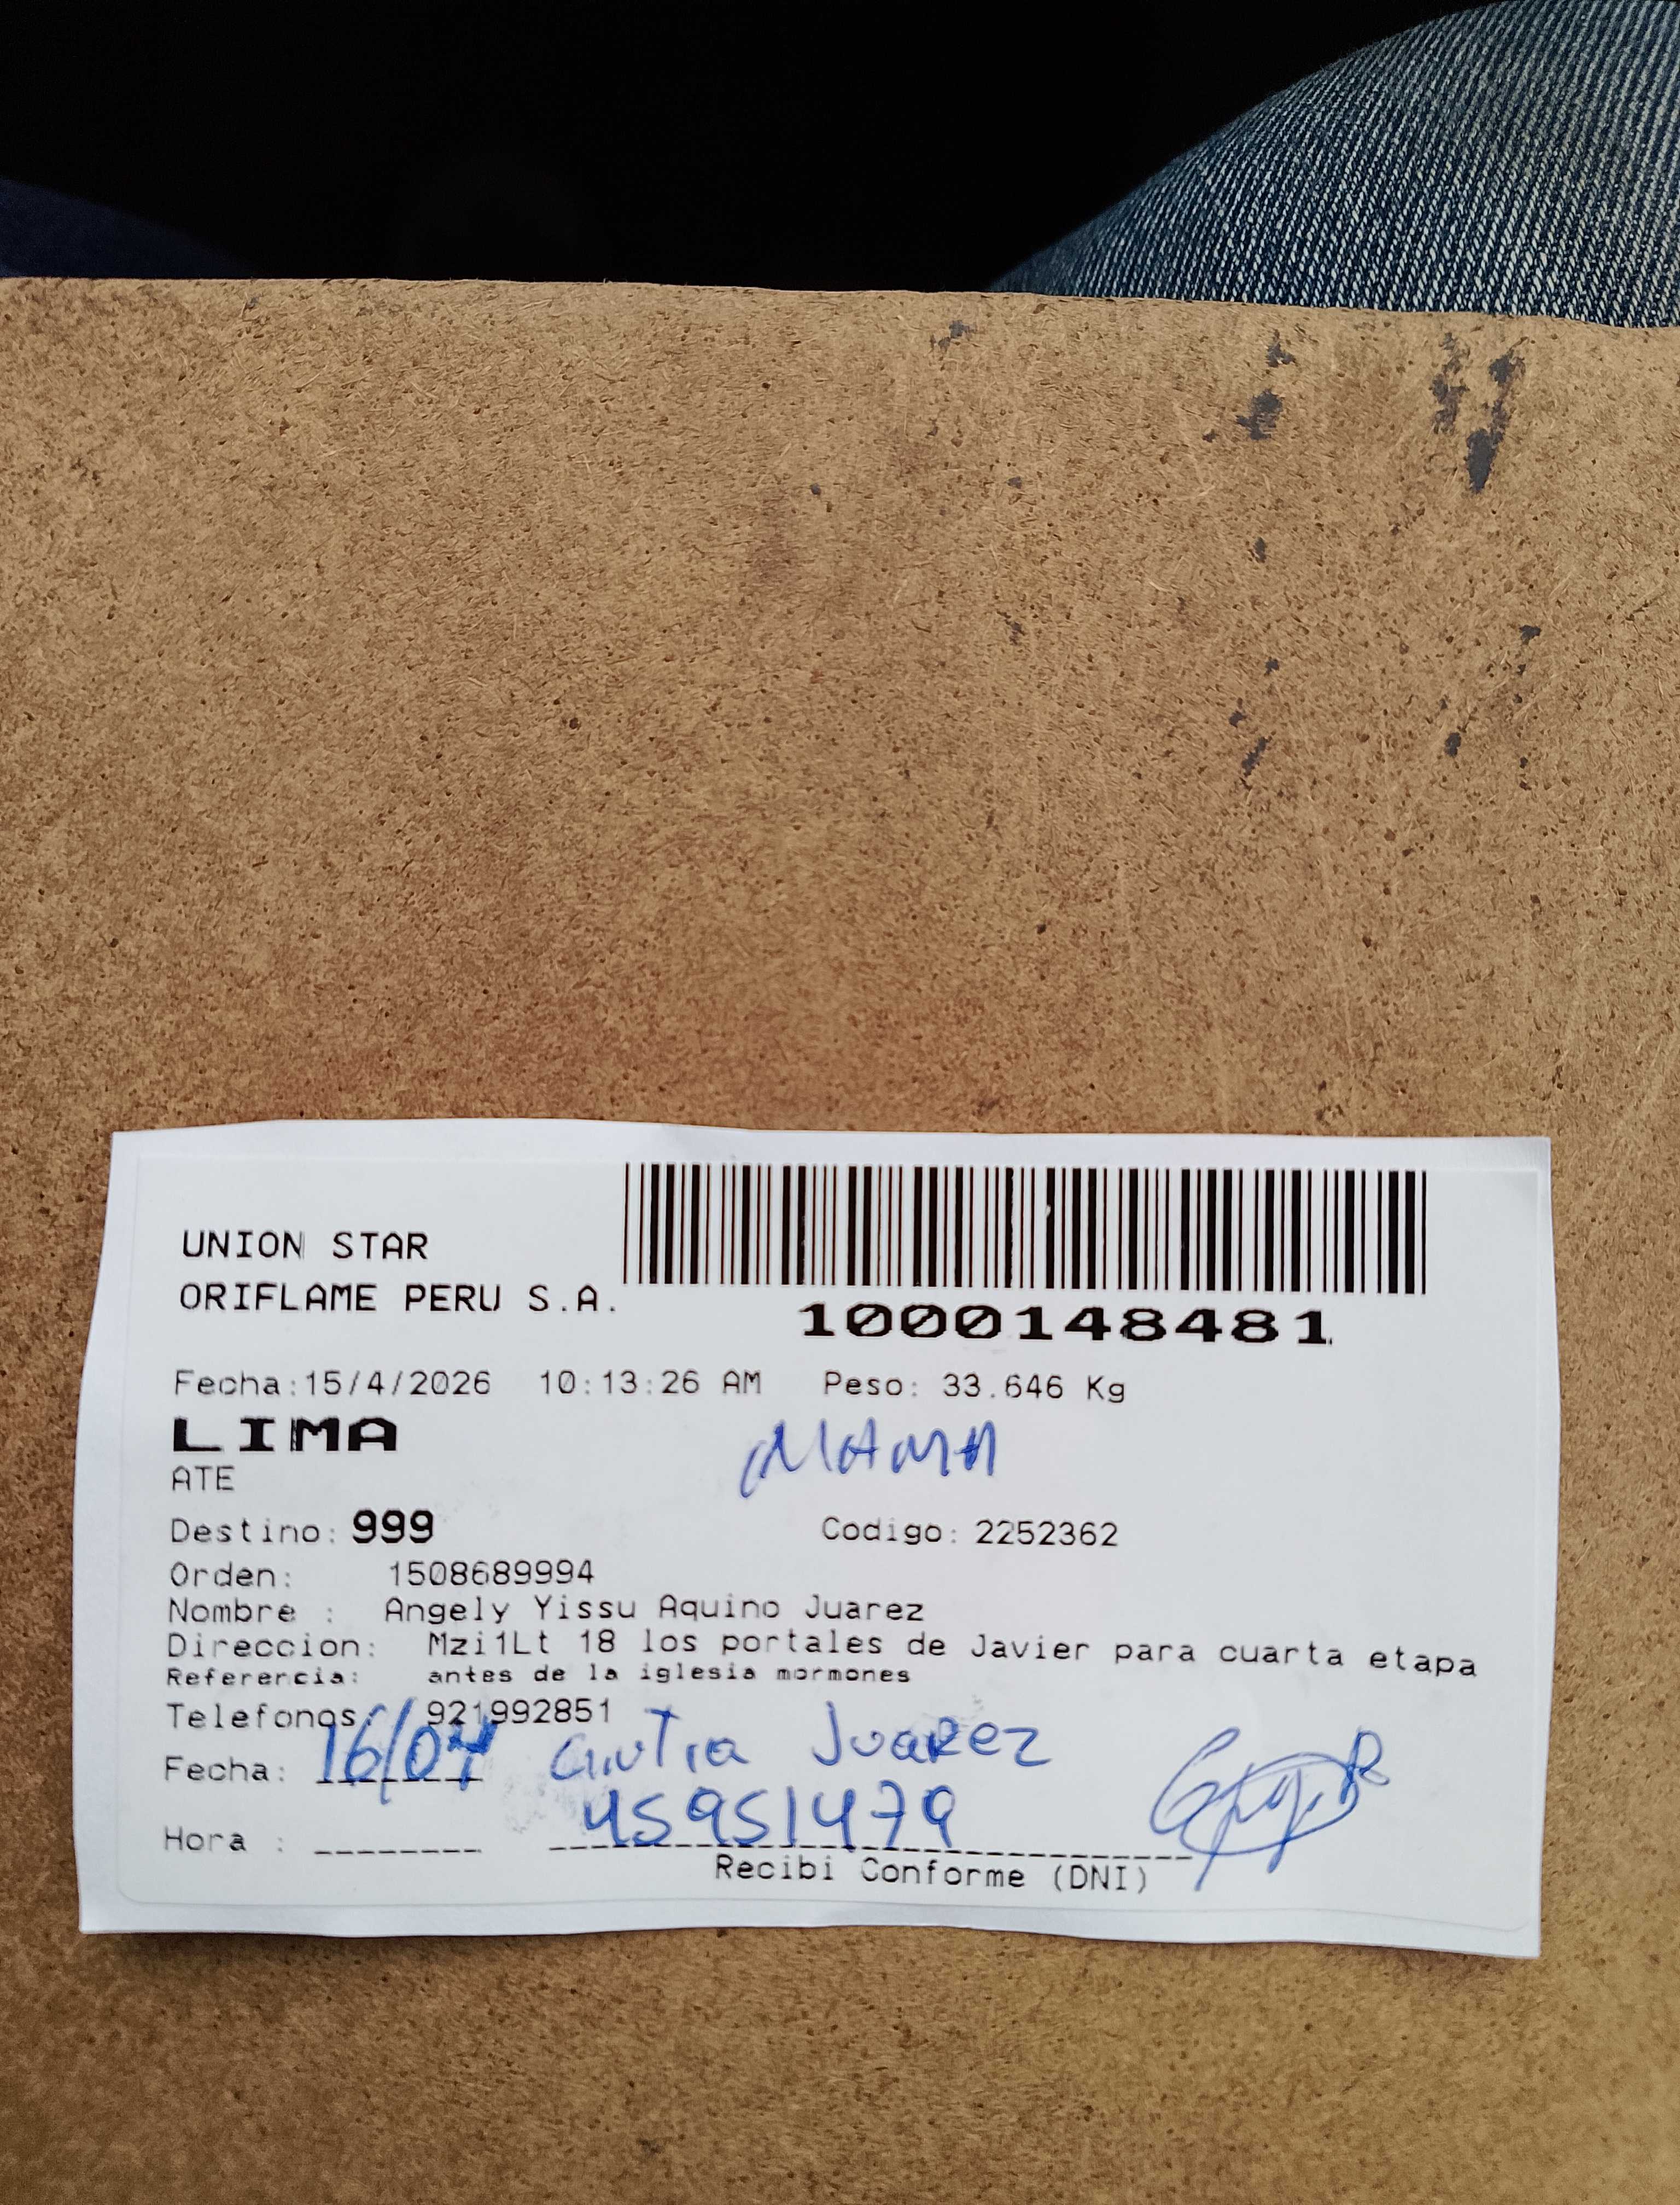 UNION STAR
ORIFLAME PERU S.A.
1000148481
Fecha:15/4/2026 10:13:26 AM Peso: 33.646 Kg
LIMA
MAMA
ATE
Destino: 999 Codigo: 2252362
Orden: 1508689994
Nombre : Angely Yissu Aquino Juarez
Direccion: Mzi1Lt 18 los portales de Javier para cuarta etapa
Referencia: antes de la iglesia mormones
Telefonos: 921992851
Fecha: 16/04 Juarez
45951479
Hora :
Recibi Conforme (DNI)